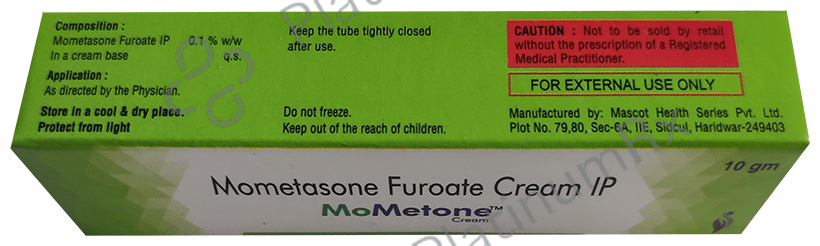 Composition :
Mometasone Furoate IP 0.1 % w/w
In a cream base q.s.
Application :
As directed by the Physician.
Store in a cool & dry place.
Protect from light
Keep the tube tightly closed
after use.
Do not freeze.
Keep out of the reach of children.
CAUTION : Not to be sold by retail
without the prescription of a Registered
Medical Practitioner.
FOR EXTERNAL USE ONLY
Manufactured by: Mascot Health Series Pvt. Ltd.
Plot No. 79,80, Sec-6A, IIE, Sidcul, Haridwar-249403
10 gm
Mometasone Furoate Cream IP
MoMetone™
Cream
PlatinumRX